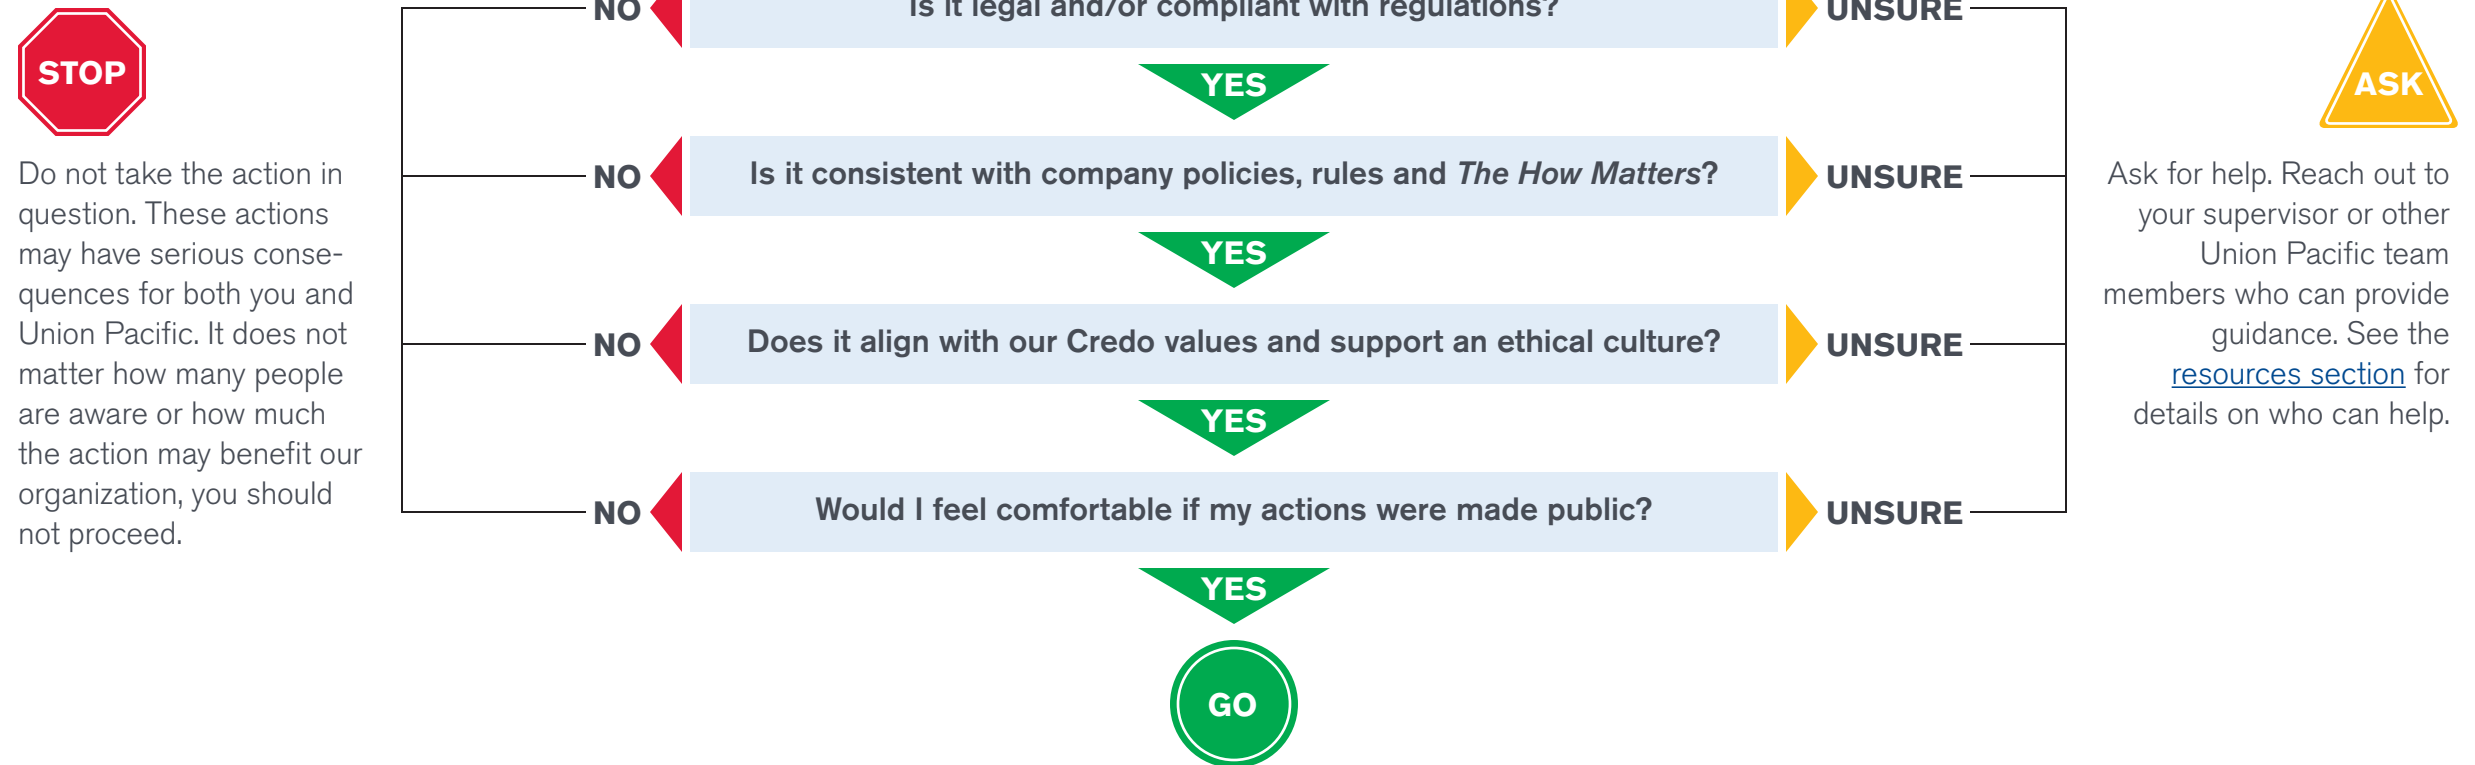 NO
Is it legal and/or compliant with regulations?
UNSURE
STOP
YES
ASK
Do not take the action in
question. These actions
may have serious conse-
quences for both you and
Union Pacific. It does not
matter how many people
are aware or how much
the action may benefit our
organization, you should
not proceed.
NO
Is it consistent with company policies, rules and The How Matters?
UNSURE
YES
NO
Does it align with our Credo values and support an ethical culture?
UNSURE
YES
NO
Would I feel comfortable if my actions were made public?
UNSURE
YES
GO
Ask for help. Reach out to
your supervisor or other
Union Pacific team
members who can provide
guidance. See the
resources section for
details on who can help.